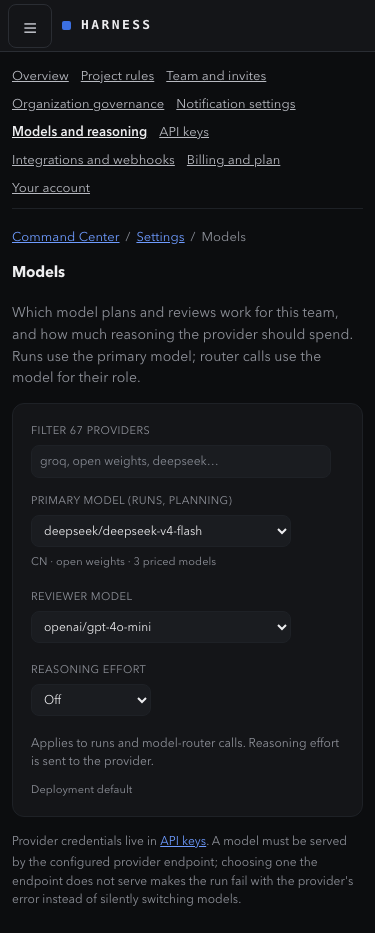 HARNESS
Overview Project rules Team and invites
Organization governance Notification settings
Models and reasoning API keys
Integrations and webhooks Billing and plan
Your account
Command Center / Settings / Models
Models
Which model plans and reviews work for this team,
and how much reasoning the provider should spend.
Runs use the primary model; router calls use the
model for their role.
FILTER 67 PROVIDERS
groq, open weights, deepseek...
PRIMARY MODEL (RUNS, PLANNING)
deepseek/deepseek-v4-flash
CN · open weights · 3 priced models
REVIEWER MODEL
openai/gpt-4o-mini
REASONING EFFORT
Off
Applies to runs and model-router calls. Reasoning effort
is sent to the provider.
Deployment default
Provider credentials live in API keys. A model must be served
by the configured provider endpoint; choosing one the
endpoint does not serve makes the run fail with the provider's
error instead of silently switching models.